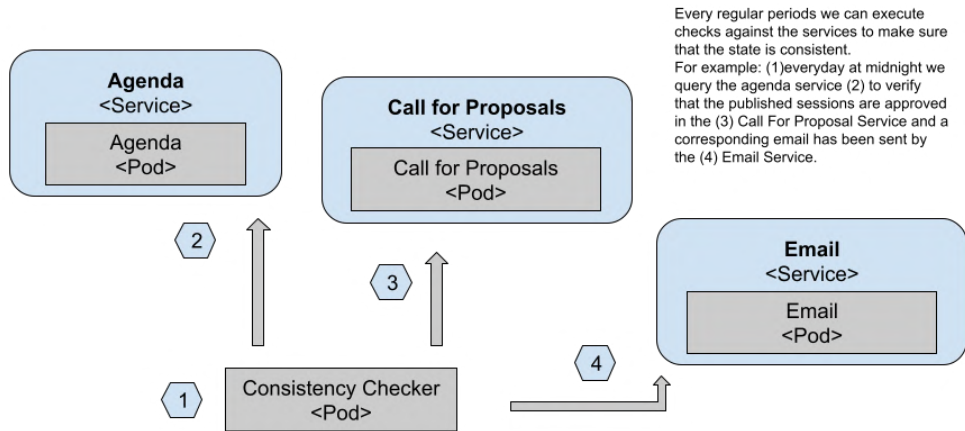 Every regular periods we can execute
checks against the services to make sure
that the state is consistent.
For example: (1)everyday at midnight we
query the agenda service (2) to verify
that the published sessions are approved
in the (3) Call For Proposal Service and a
corresponding email has been sent by
the (4) Email Service.
Agenda
<Service>
Agenda
<Pod>
Call for Proposals
<Service>
Call for Proposals
<Pod>
Email
<Service>
Email
<Pod>
2
3
4
1
Consistency Checker
<Pod>